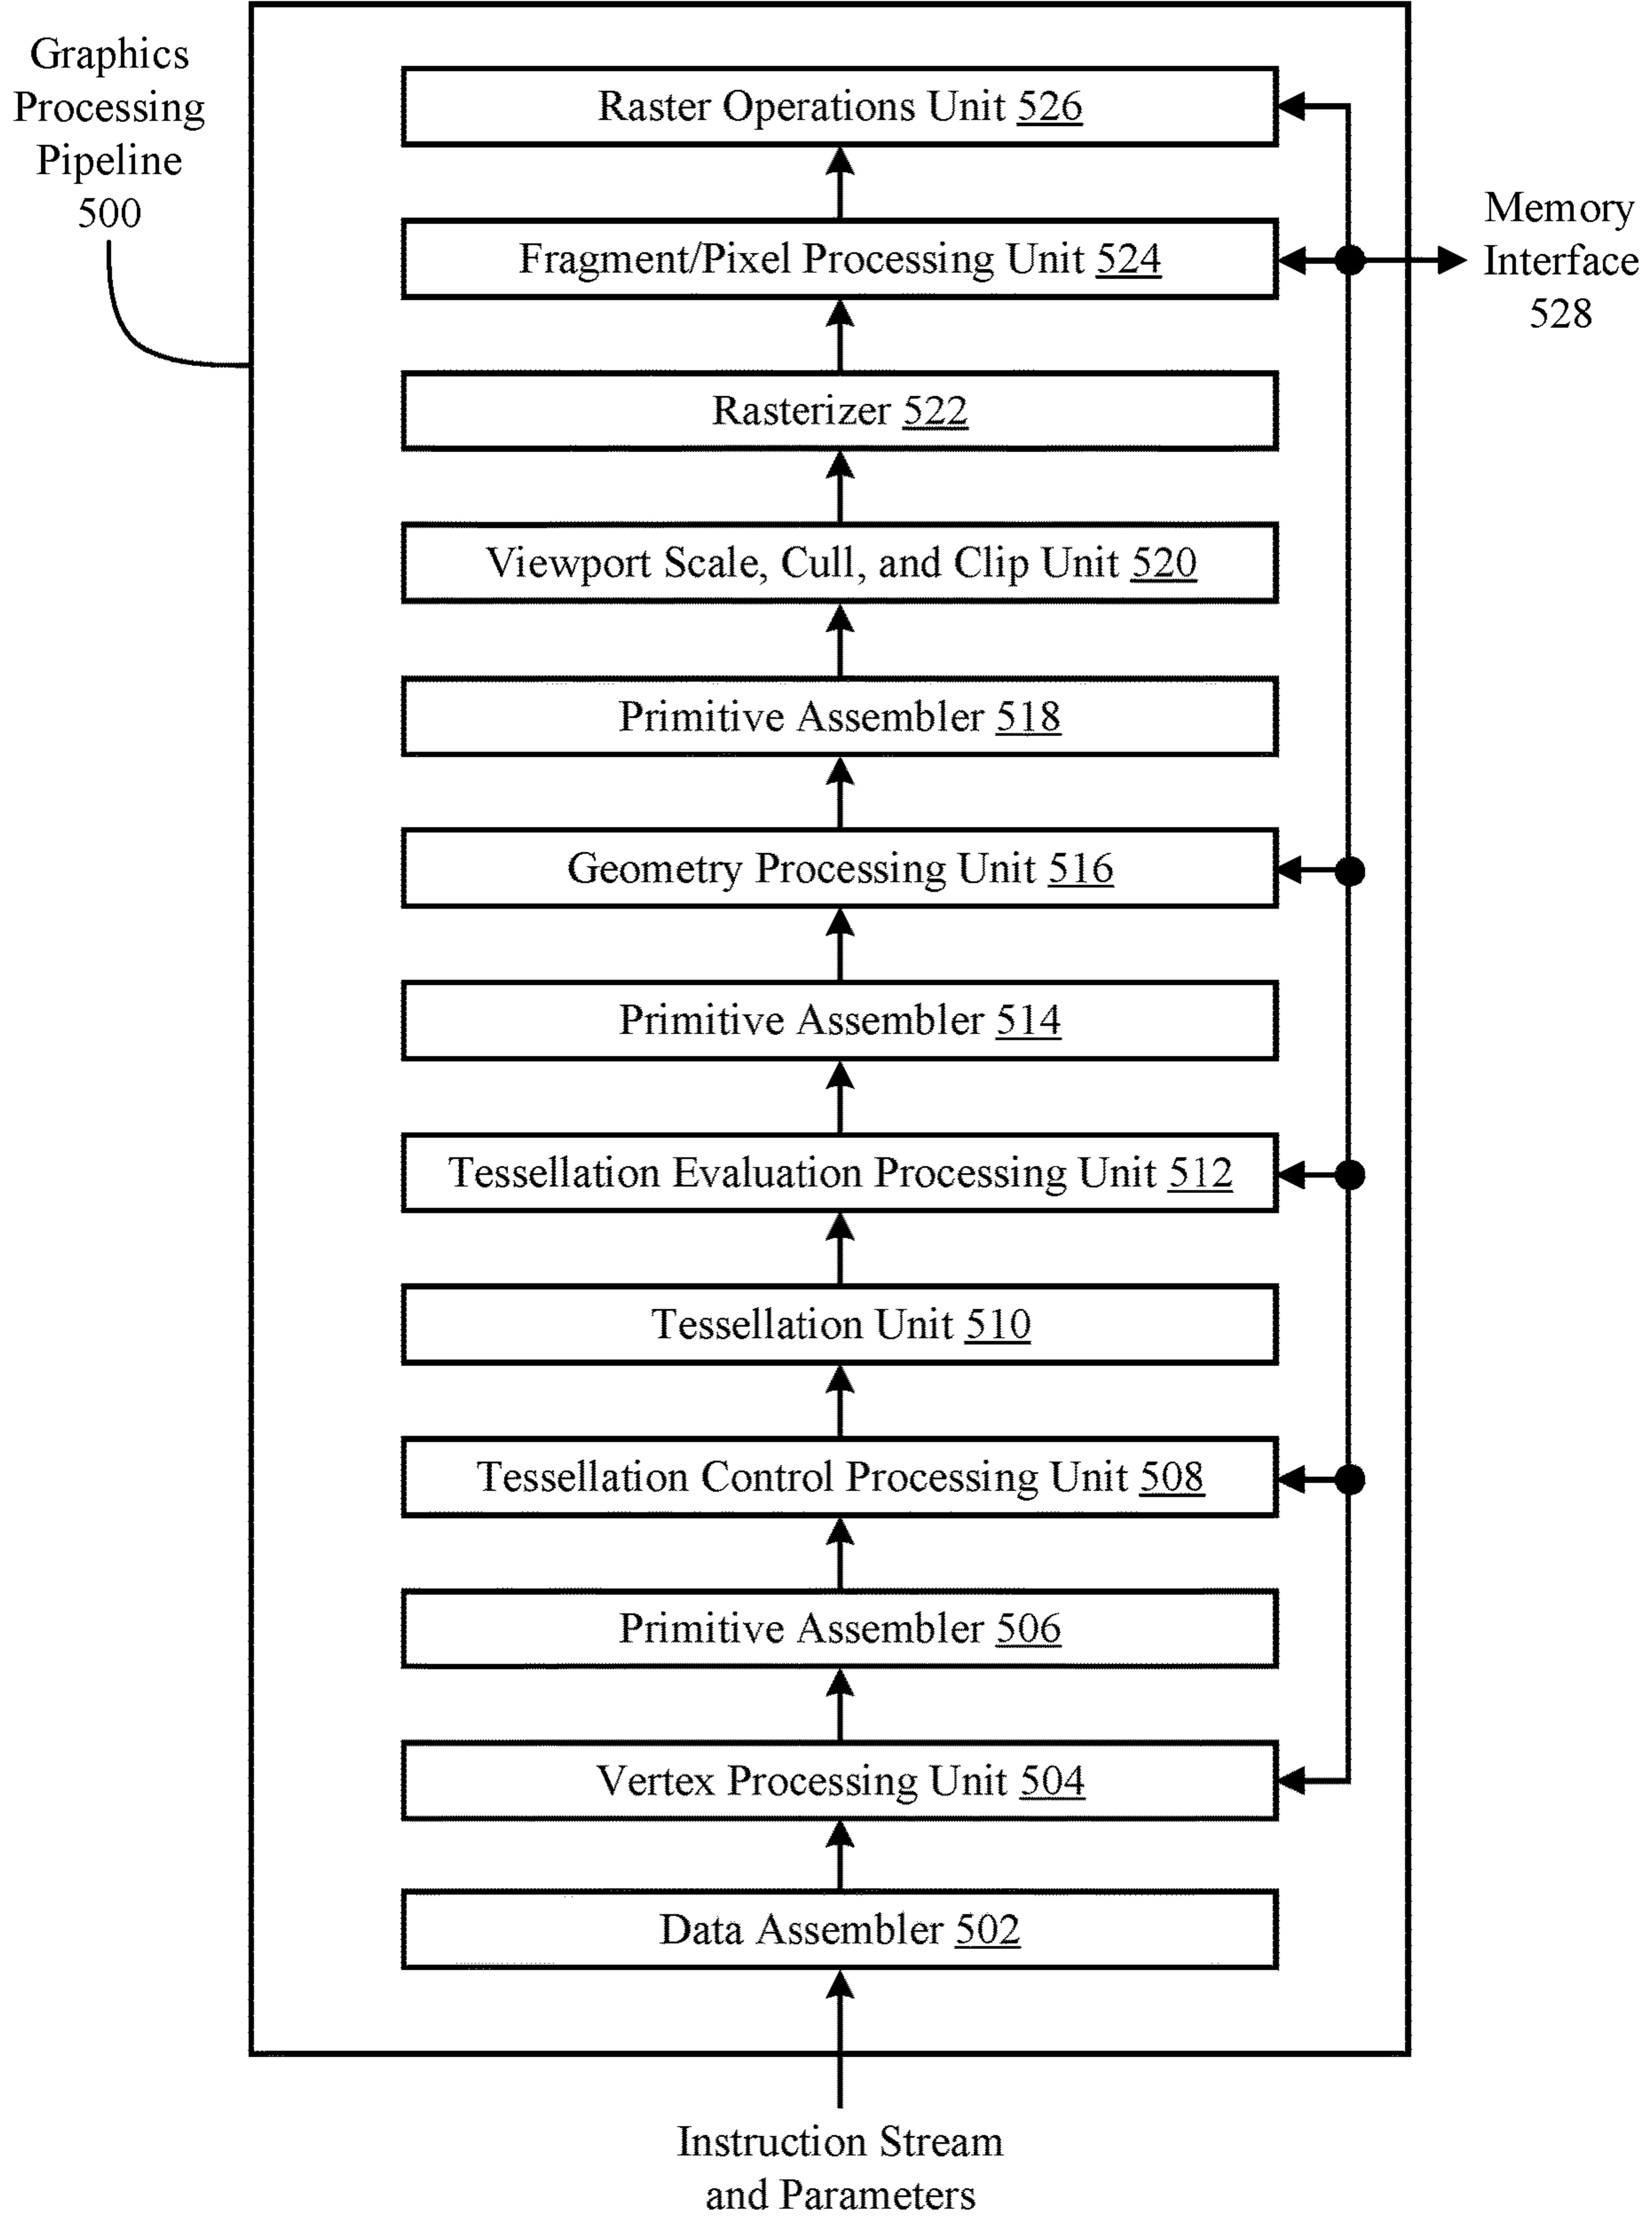 Graphics
Processing
Pipeline
500
Raster Operations Unit 526
Fragment/Pixel Processing Unit 524
Memory
Interface
528
Rasterizer 522
Viewport Scale, Cull, and Clip Unit 520
Primitive Assembler 518
Geometry Processing Unit 516
Primitive Assembler 514
Tessellation Evaluation Processing Unit 512
Tessellation Unit 510
Tessellation Control Processing Unit 508
Primitive Assembler 506
Vertex Processing Unit 504
Data Assembler 502
Instruction Stream
and Parameters